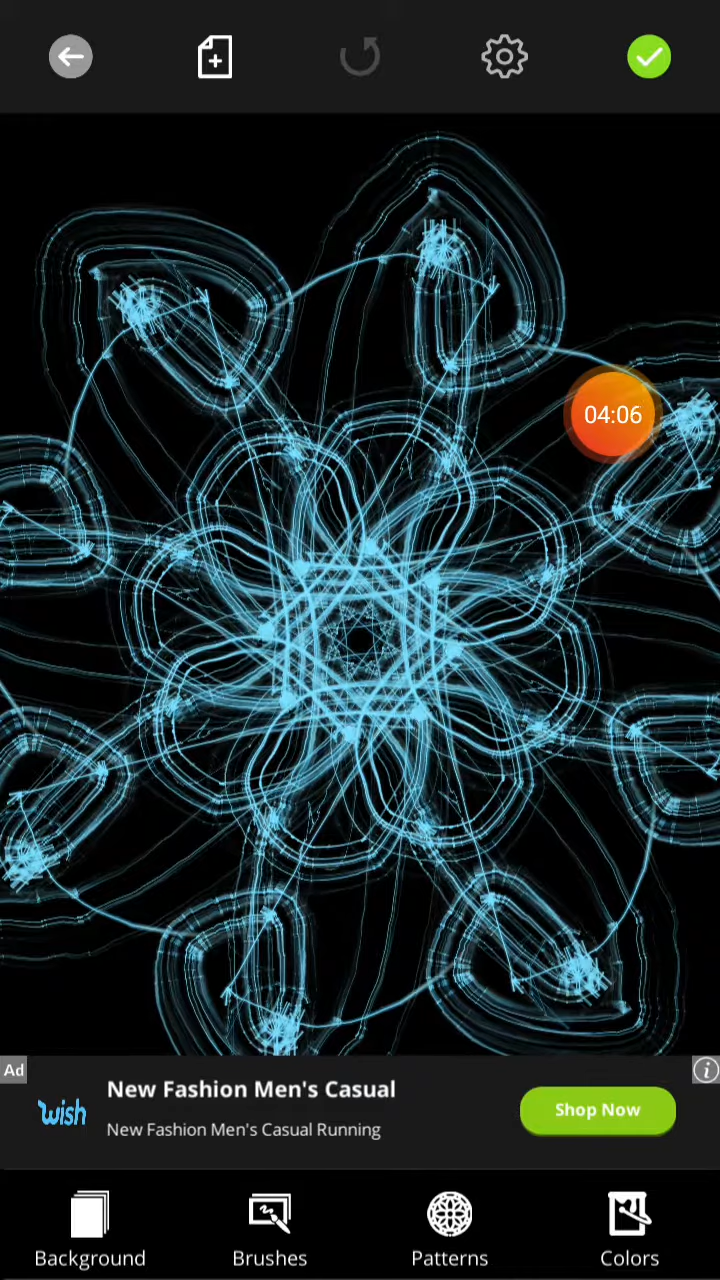 04:06
Ad
New Fashion Men's Casual
wish
Shop Now
New Fashion Men's Casual Running
Background
Brushes
Patterns
Colors